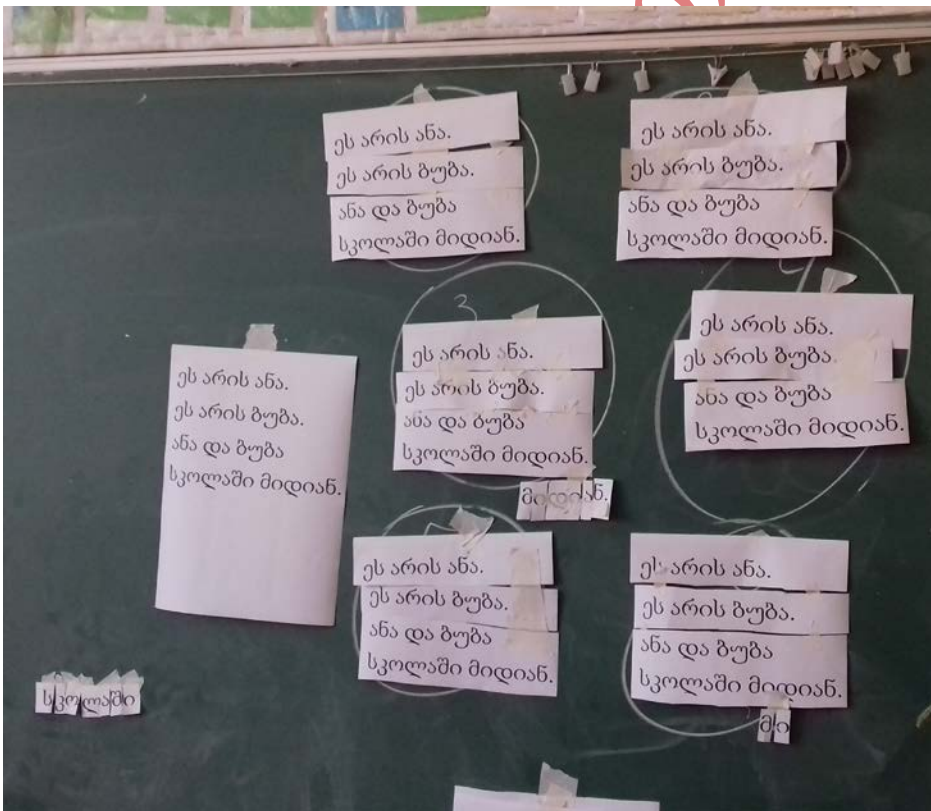 ეს არის ანა.
ეს არის ბუბა.
ანა და ბუბა
სკოლაში მიდიან.
ეს არის ანა.
ეს არის ბუბა.
ანა და ბუბა
სკოლაში მიდიან.
3
ეს არის ანა.
ეს არის ბუბა.
ანა და ბუბა
სკოლაში მიდიან.
მიდიან.
ეს არის ანა.
ეს არის ბუბა.
ანა და ბუბა
სკოლაში მიდიან.
ეს არის ანა.
ეს არის ბუბა.
ანა და ბუბა
სკოლაში მიდიან.
ეს არის ანა.
ეს არის ბუბა.
ანა და ბუბა
სკოლაში მიდიან.
ეს არის ანა.
ეს არის ბუბა.
ანა და ბუბა
სკოლაში მიდიან.
მი
სკოლაში